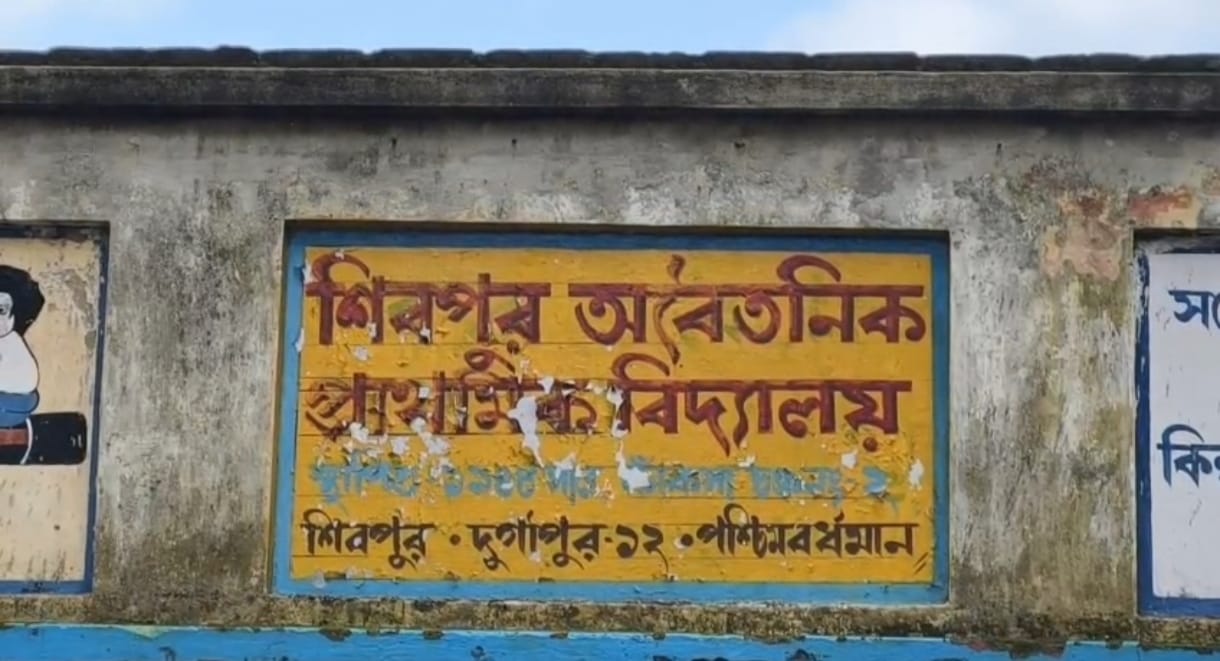 শিবপুর অবৈতনিক
প্রাথমিক বিদ্যালয়
স্থাপিত
শিবপুর • দুর্গাপুর-১২ • পশ্চিমবর্ধমান
কি